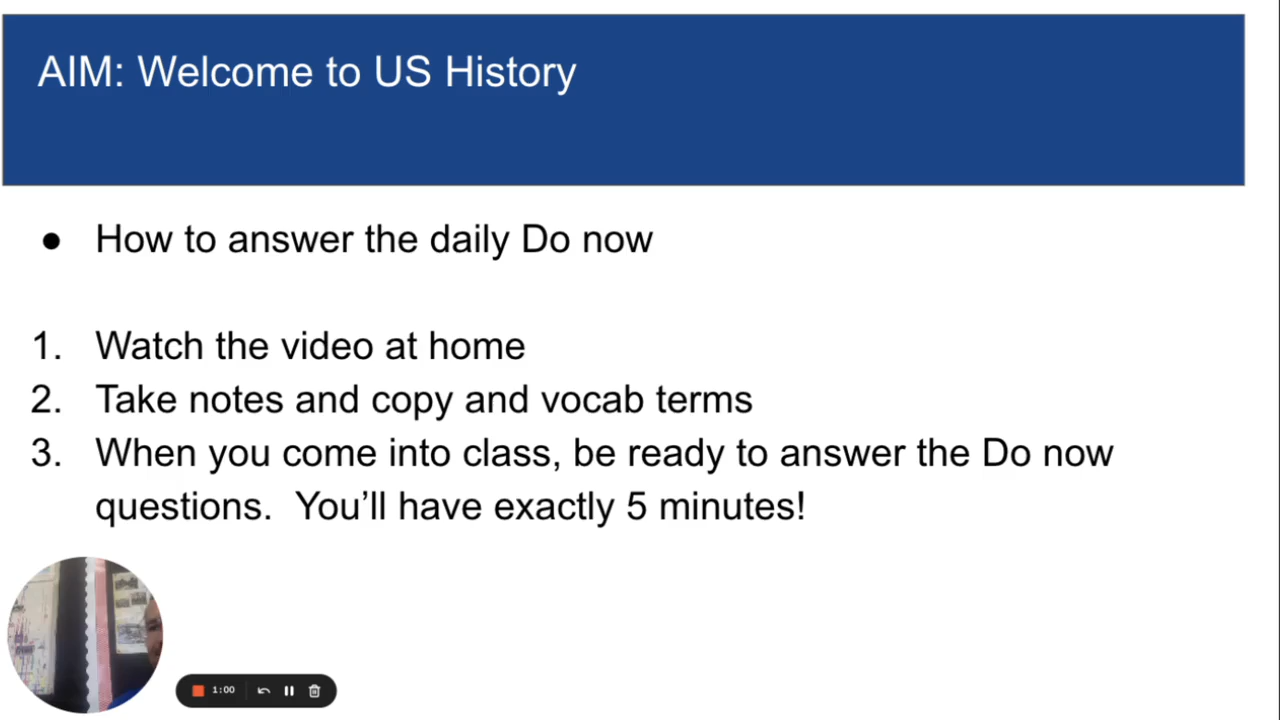 AIM: Welcome to US History
● How to answer the daily Do now
1. Watch the video at home
2. Take notes and copy and vocab terms
3. When you come into class, be ready to answer the Do now
questions.  You’ll have exactly 5 minutes!
1:00